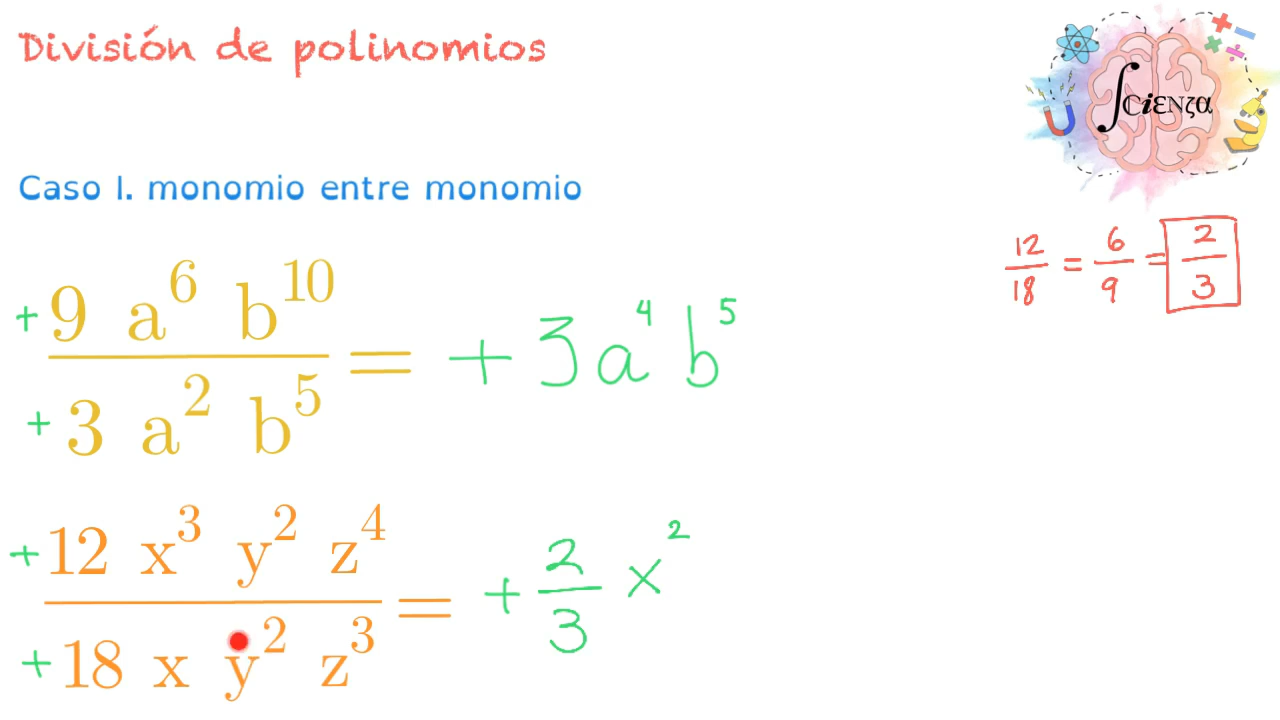 División de polinomios
∫CiENζα
Caso I. monomio entre monomio
12/18 = 6/9 = 2/3
+9 a^6 b^10 / +3 a^2 b^5 = +3a^4 b^5
+12 x^3 y^2 z^4 / +18 x y^2 z^3 = +2/3 x^2